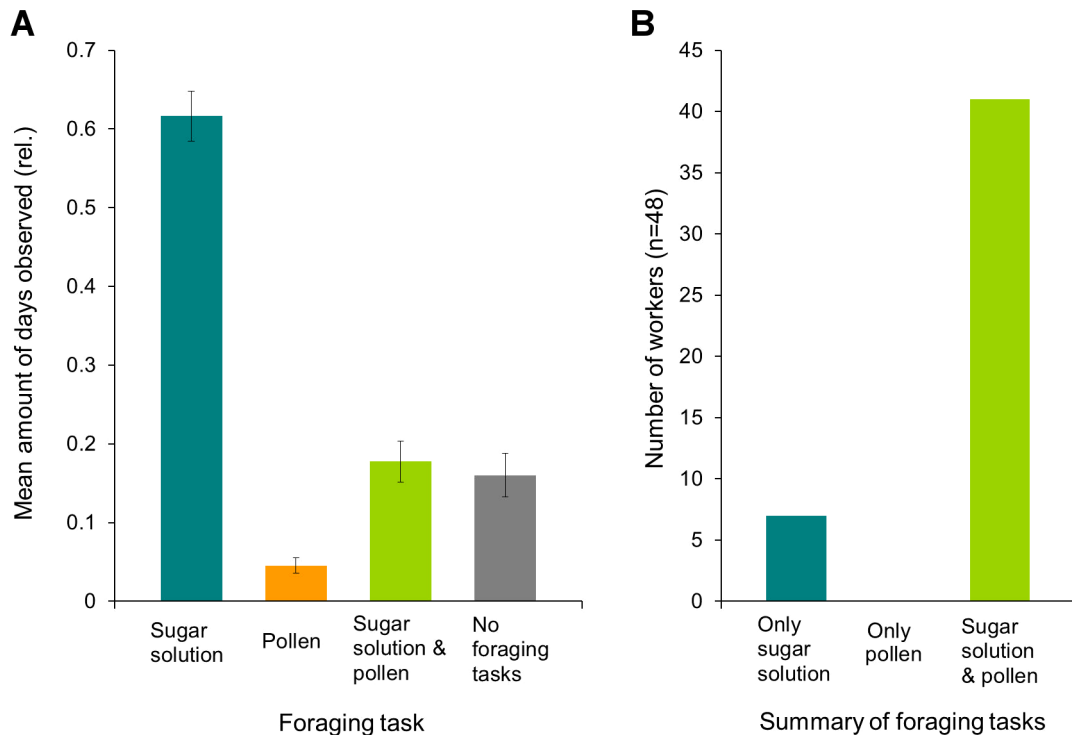 A
Mean amount of days observed (rel.)
0.7
0.6
0.5
0.4
0.3
0.2
0.1
0
Sugar
solution
Pollen
Sugar
solution &
pollen
No
foraging
tasks
Foraging task
B
Number of workers (n=48)
45
40
35
30
25
20
15
10
5
0
Only
sugar
solution
Only
pollen
Sugar
solution
& pollen
Summary of foraging tasks